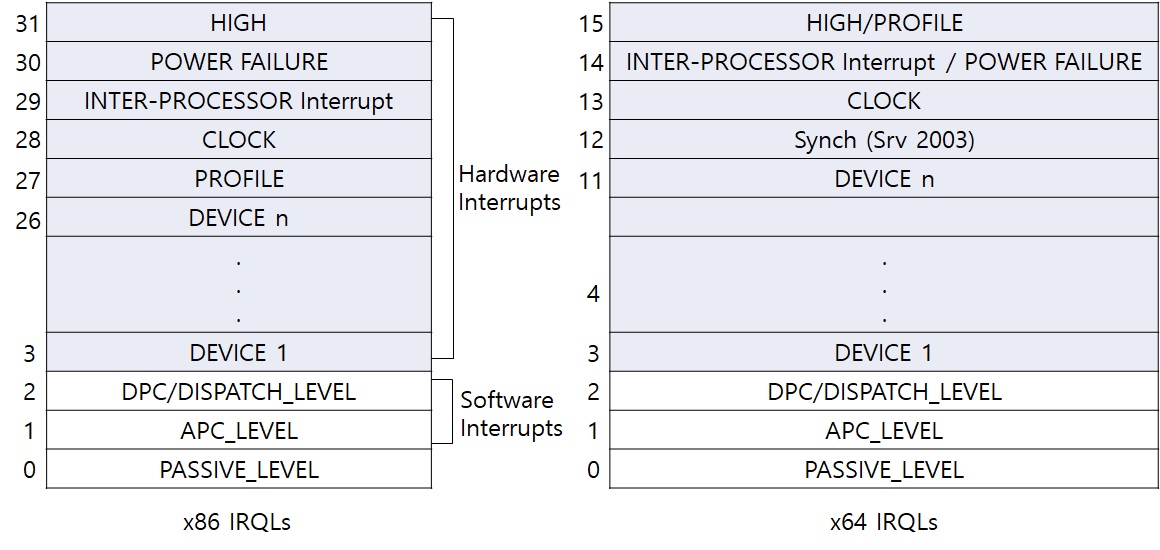 31 HIGH
30 POWER FAILURE
29 INTER-PROCESSOR Interrupt
28 CLOCK
27 PROFILE
26 DEVICE n
.
.
.
3 DEVICE 1
2 DPC/DISPATCH_LEVEL
1 APC_LEVEL
0 PASSIVE_LEVEL
x86 IRQLs
Hardware
Interrupts
Software
Interrupts
15 HIGH/PROFILE
14 INTER-PROCESSOR Interrupt / POWER FAILURE
13 CLOCK
12 Synch (Srv 2003)
11 DEVICE n
.
4 .
.
3 DEVICE 1
2 DPC/DISPATCH_LEVEL
1 APC_LEVEL
0 PASSIVE_LEVEL
x64 IRQLs